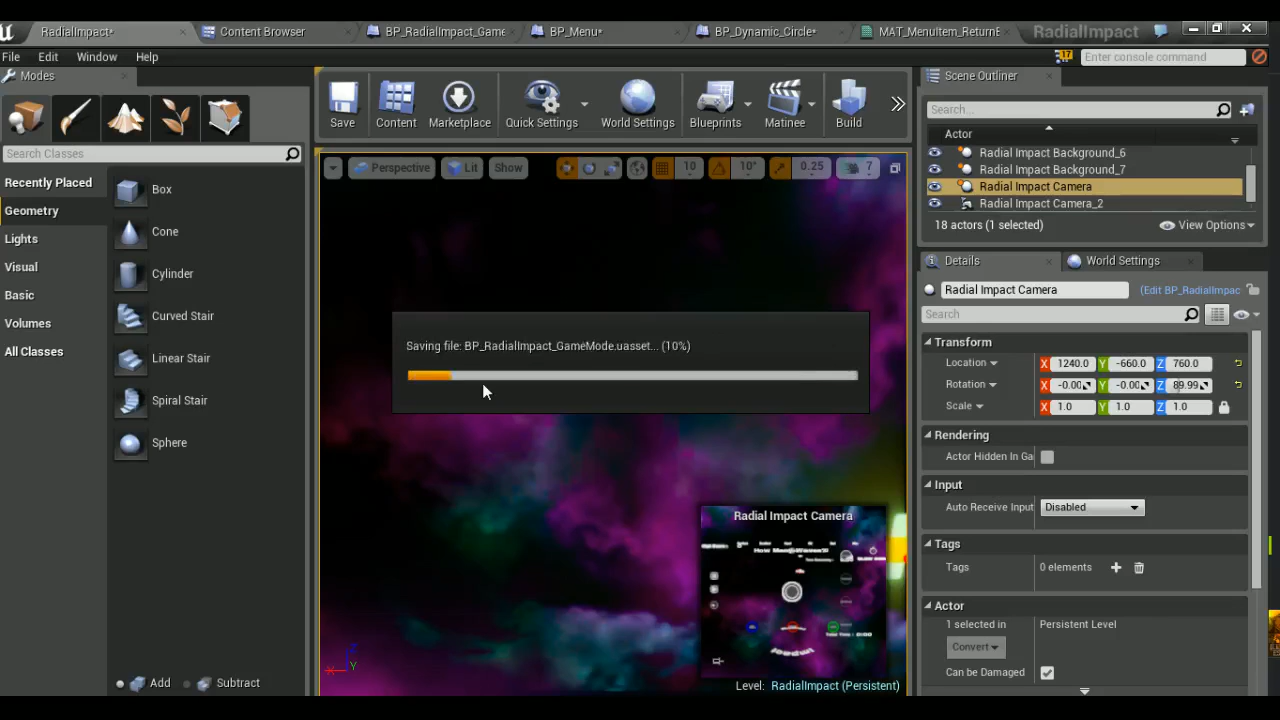 RadialImpact*
Content Browser
BP_RadialImpact_Game
BP_Menu*
BP_Dynamic_Circle*
MAT_MenuItem_ReturnE
RadialImpact
File
Edit
Window
Help
17
Enter console command
Modes
Search Classes
Recently Placed
Geometry
Lights
Visual
Basic
Volumes
All Classes
Box
Cone
Cylinder
Curved Stair
Linear Stair
Spiral Stair
Sphere
Add
Subtract
Save
Content
Marketplace
Quick Settings
World Settings
Blueprints
Matinee
Build
Perspective
Lit
Show
10
10°
0.25
7
Saving file: BP_RadialImpact_GameMode.uasset... (10%)
Radial Impact Camera
X
Y
Level: RadialImpact (Persistent)
Scene Outliner
Search...
Actor
Radial Impact Background_6
Radial Impact Background_7
Radial Impact Camera
Radial Impact Camera_2
18 actors (1 selected)
View Options
Details
World Settings
Radial Impact Camera
(Edit BP_RadialImpac
Search
Transform
Location X 1240.0 Y -660.0 Z 760.0
Rotation X -0.00 Y -0.00 Z 89.99
Scale X 1.0 Y 1.0 Z 1.0
Rendering
Actor Hidden In Ga
Input
Auto Receive Input Disabled
Tags
Tags 0 elements
Actor
1 selected in Persistent Level
Convert
Can be Damaged